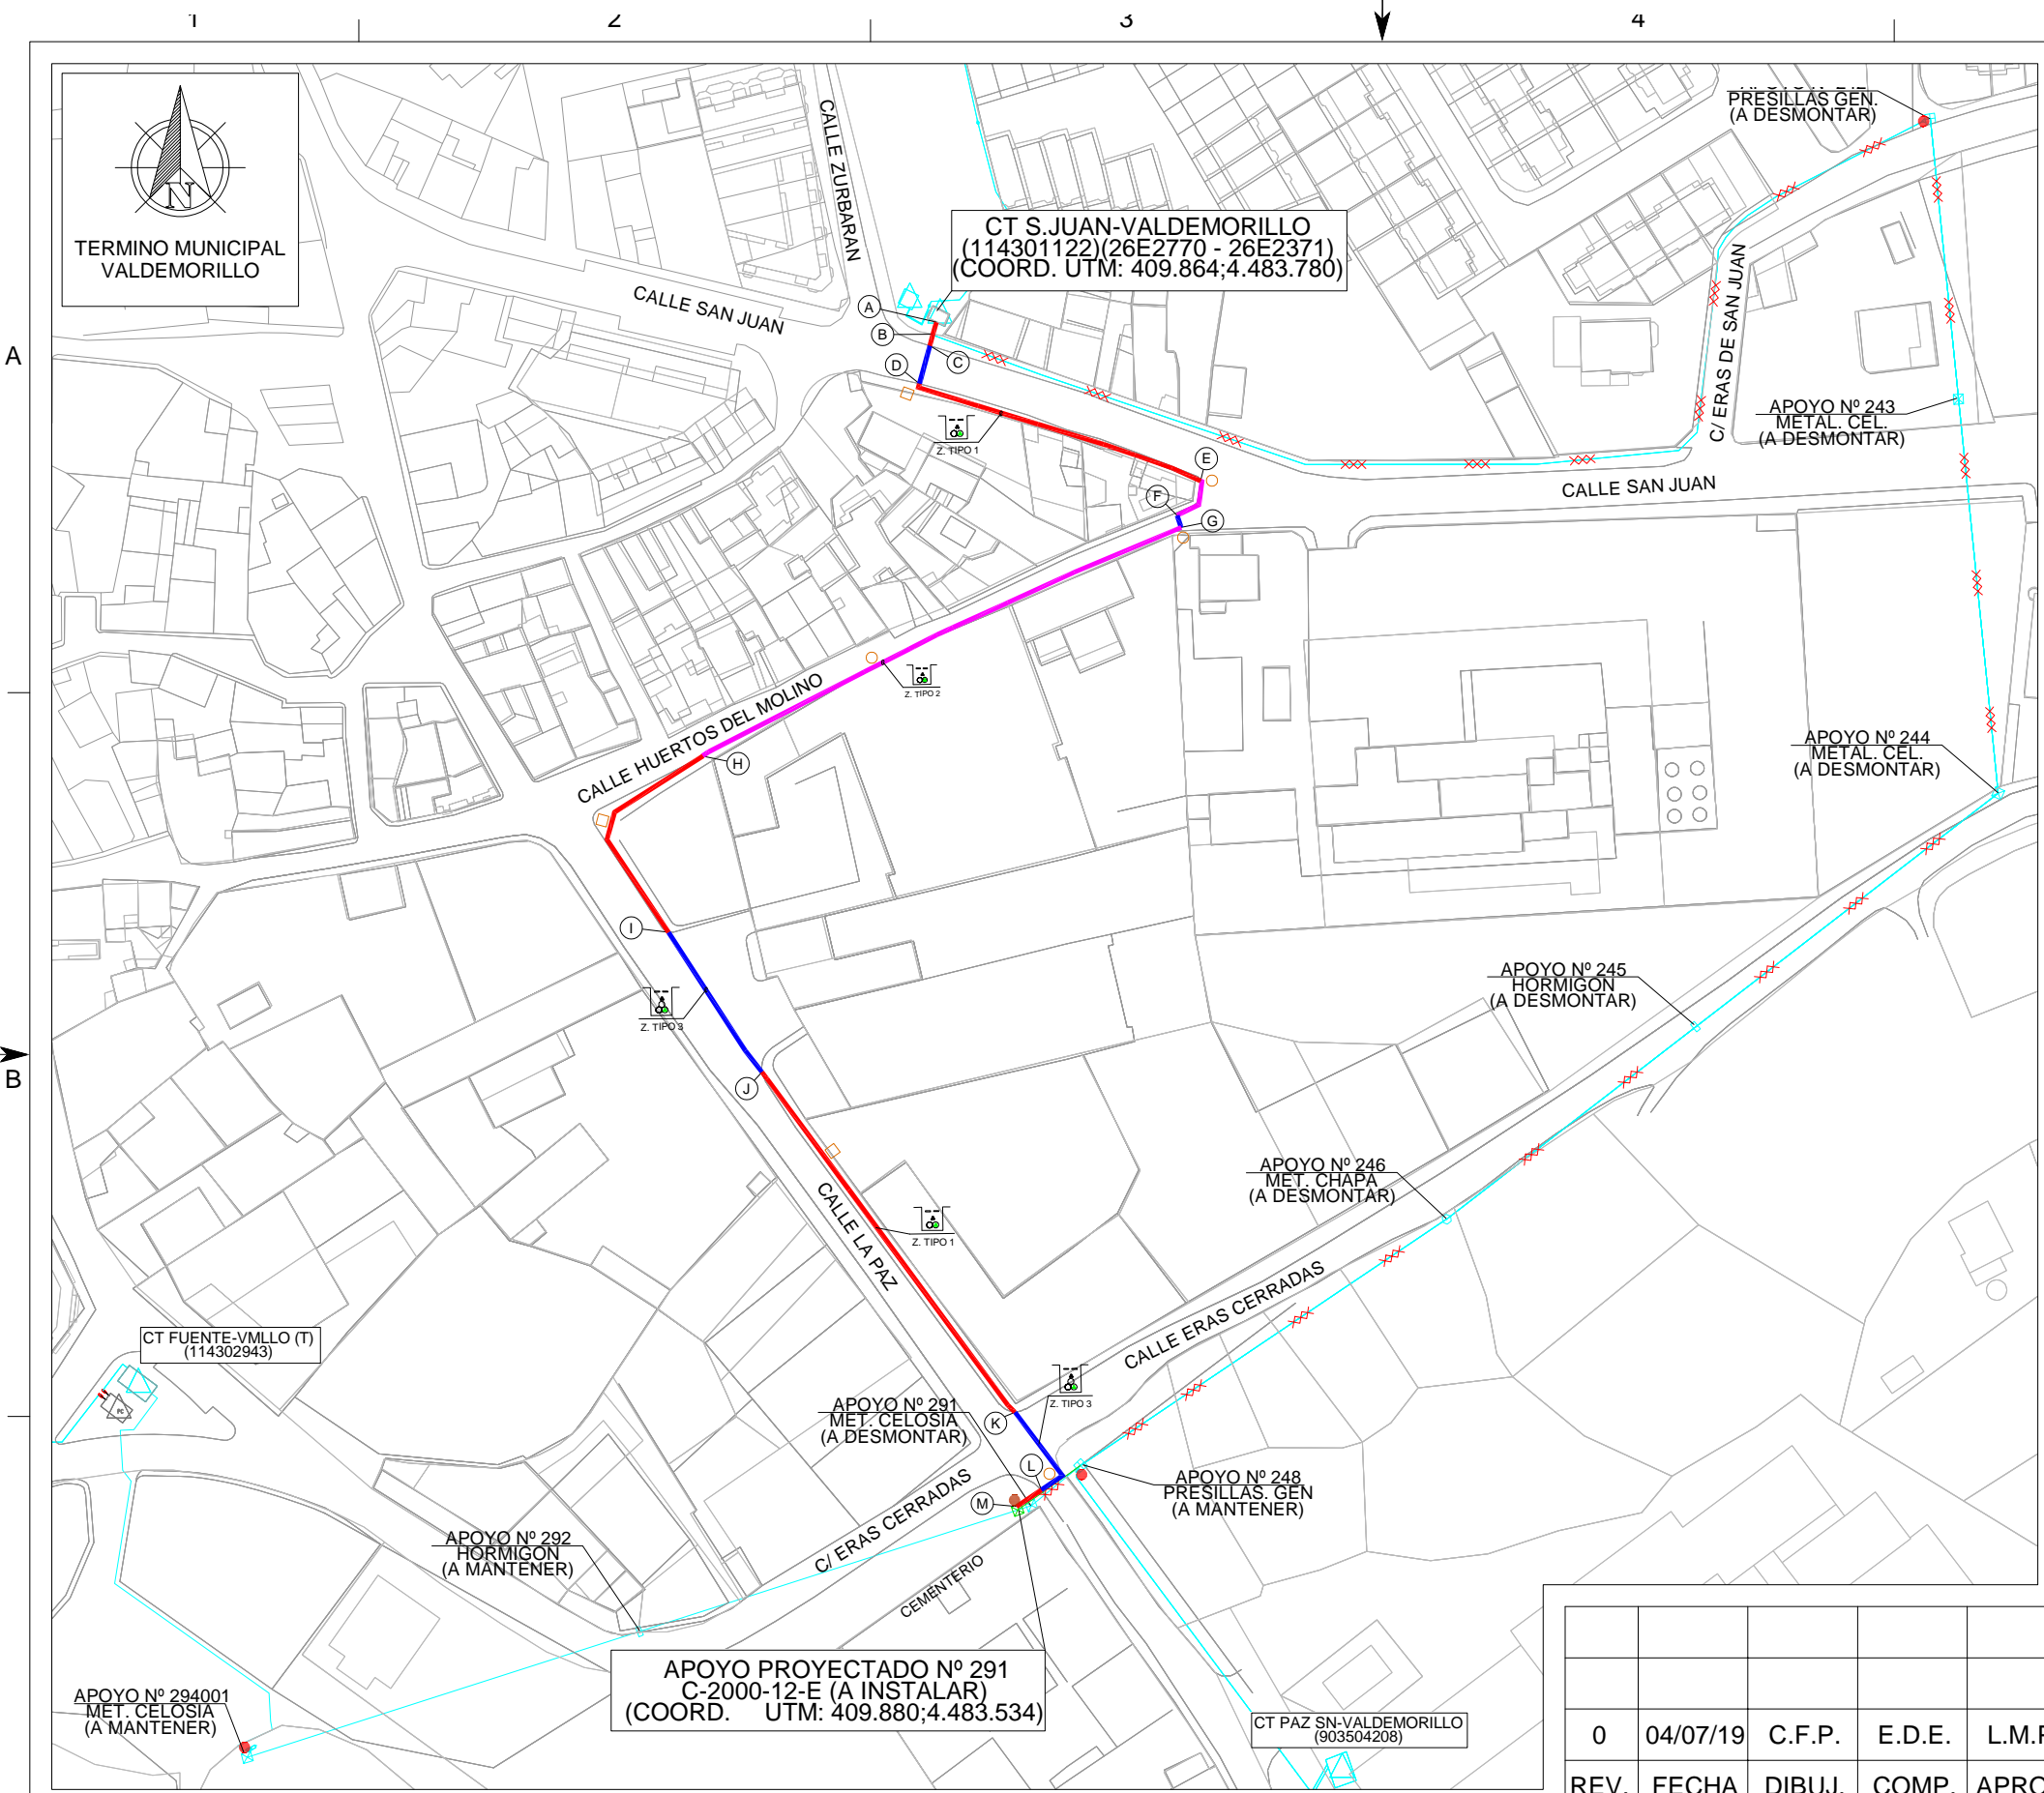 1
2
3
4
PRESILLAS GEN.
(A DESMONTAR)
N
TERMINO MUNICIPAL
VALDEMORILLO
CALLE ZURBARAN
CT S.JUAN-VALDEMORILLO
(114301122)(26E2770 - 26E2371)
(COORD. UTM: 409.864;4.483.780)
CALLE SAN JUAN
A
A
B
C
D
C/ ERAS DE SAN JUAN
APOYO Nº 243
METAL. CEL.
(A DESMONTAR)
Z. TIPO 1
E
CALLE SAN JUAN
F
G
Z. TIPO 2
CALLE HUERTOS DEL MOLINO
H
APOYO Nº 244
METAL. CEL.
(A DESMONTAR)
I
APOYO Nº 245
HORMIGON
(A DESMONTAR)
Z. TIPO 3
B
J
APOYO Nº 246
MET. CHAPA
(A DESMONTAR)
CALLE LA PAZ
Z. TIPO 1
CALLE ERAS CERRADAS
CT FUENTE-VMLLO (T)
(114302943)
PC
Z. TIPO 3
APOYO Nº 291
MET. CELOSIA
(A DESMONTAR)
K
L
M
APOYO Nº 248
PRESILLAS. GEN
(A MANTENER)
C/ ERAS CERRADAS
APOYO Nº 292
HORMIGON
(A MANTENER)
CEMENTERIO
APOYO PROYECTADO Nº 291
C-2000-12-E (A INSTALAR)
(COORD. UTM: 409.880;4.483.534)
APOYO Nº 294001
MET. CELOSIA
(A MANTENER)
CT PAZ SN-VALDEMORILLO
(903504208)
0 04/07/19 C.F.P. E.D.E. L.M.
REV. FECHA DIBUJ. COMP. APRO